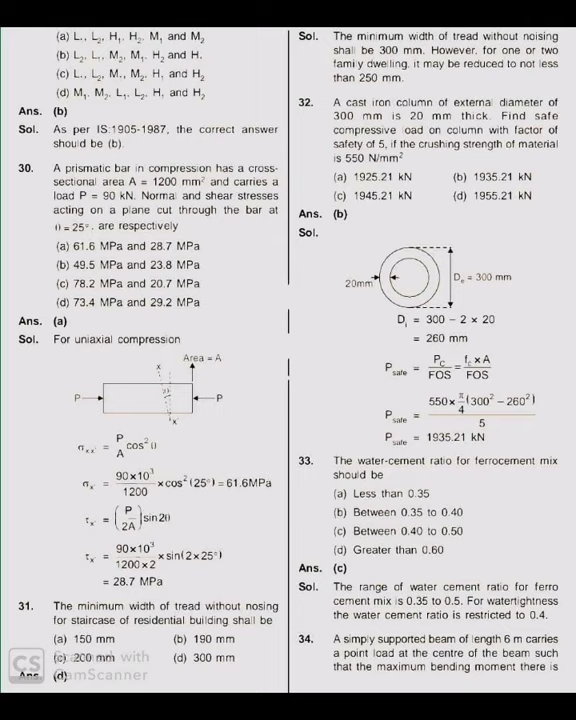 (a) L₁, L₂, H₁, H₂, M₁ and M₂
(b) L₂, L₁, M₂, M₁, H₂ and H₁
(c) L₁, L₂, M₁, M₂, H₁ and H₂
(d) M₁, M₂, L₁, L₂, H₁ and H₂
Ans. (b)
Sol. As per IS:1905-1987, the correct answer
should be (b).
30. A prismatic bar in compression has a cross-
sectional area A = 1200 mm² and carries a
load P = 90 kN. Normal and shear stresses
acting on a plane cut through the bar at
θ = 25°, are respectively
(a) 61.6 MPa and 28.7 MPa
(b) 49.5 MPa and 23.8 MPa
(c) 78.2 MPa and 20.7 MPa
(d) 73.4 MPa and 29.2 MPa
Ans. (a)
Sol. For uniaxial compression
Area = A
x
P
P
x'
σxx' = P/A cos² θ
σx' = 90×10³/1200 ×cos²(25°) = 61.6MPa
τx' = (P/2A) sin2θ
τx' = 90×10³/1200×2 ×sin(2×25°)
= 28.7 MPa
31. The minimum width of tread without nosing
for staircase of residential building shall be
(a) 150 mm (b) 190 mm
(c) 200 mm (d) 300 mm
Ans. (d)
CS Scanned with
CamScanner
Sol. The minimum width of tread without noising
shall be 300 mm. However, for one or two
family dwelling, it may be reduced to not less
than 250 mm.
32. A cast iron column of external diameter of
300 mm is 20 mm thick. Find safe
compressive load on column with factor of
safety of 5, if the crushing strength of material
is 550 N/mm²
(a) 1925.21 kN (b) 1935.21 kN
(c) 1945.21 kN (d) 1955.21 kN
Ans. (b)
Sol.
20mm
Dₑ = 300 mm
Dᵢ = 300 – 2 × 20
= 260 mm
Psafe = PC/FOS = fc×A/FOS
Psafe = 550×π/4(300² – 260²)/5
Psafe = 1935.21 kN
33. The water-cement ratio for ferrocement mix
should be
(a) Less than 0.35
(b) Between 0.35 to 0.40
(c) Between 0.40 to 0.50
(d) Greater than 0.60
Ans. (c)
Sol. The range of water cement ratio for ferro
cement mix is 0.35 to 0.5. For watertightness
the water cement ratio is restricted to 0.4.
34. A simply supported beam of length 6 m carries
a point load at the centre of the beam such
that the maximum bending moment there is